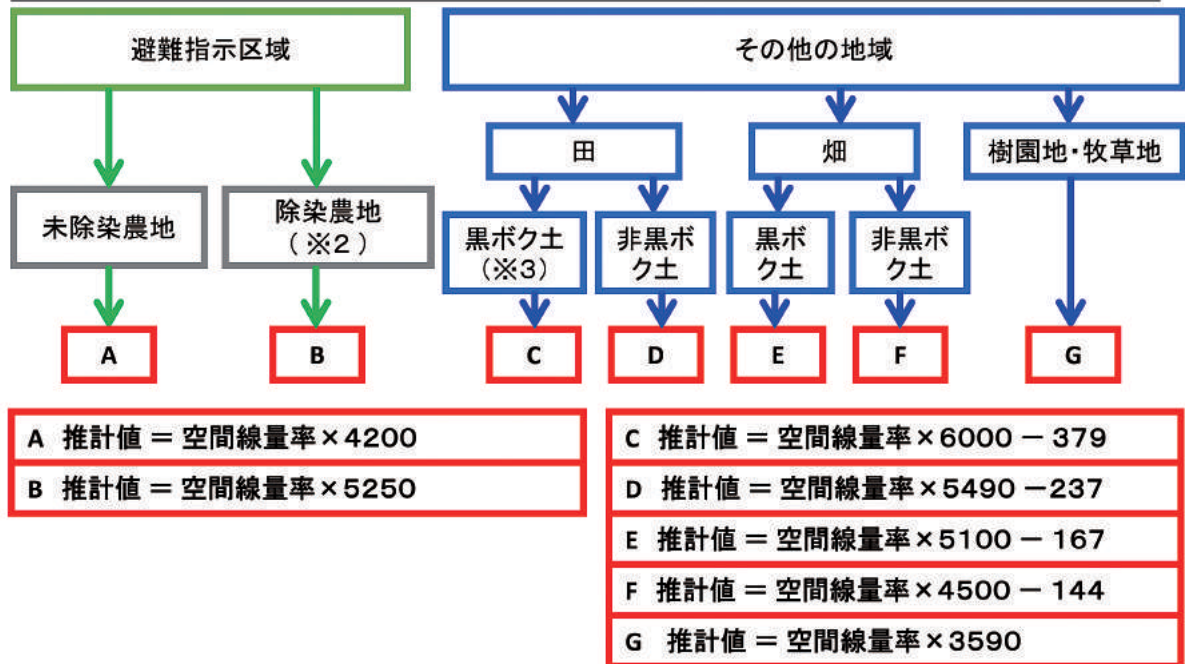 避難指示区域
その他の地域
田
畑
樹園地・牧草地
未除染農地
除染農地
(※2)
黒ボク土
(※3)
非黒ボ
ク土
黒ボ
ク土
非黒ボ
ク土
A
B
C
D
E
F
G
A 推計値 = 空間線量率×4200
B 推計値 = 空間線量率×5250
C 推計値 = 空間線量率×6000 － 379
D 推計値 = 空間線量率×5490 －237
E 推計値 = 空間線量率×5100 － 167
F 推計値 = 空間線量率×4500 － 144
G 推計値 = 空間線量率×3590